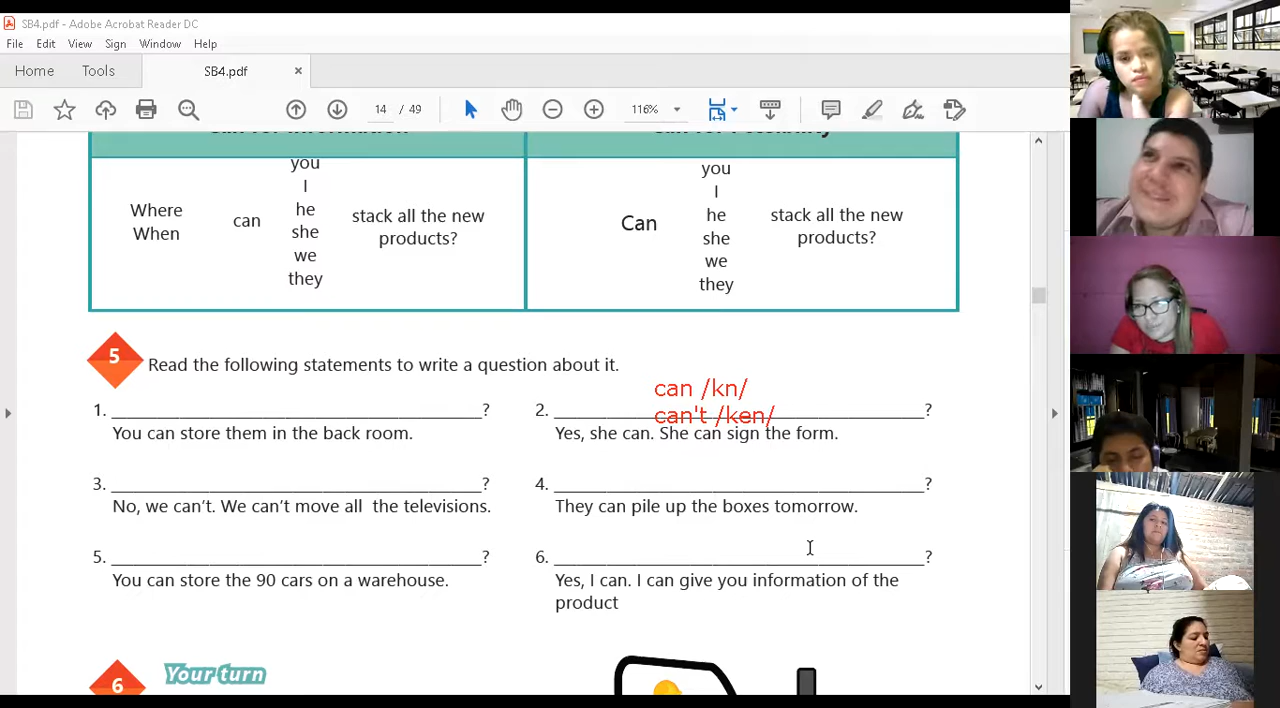 SB4.pdf - Adobe Acrobat Reader DC
File Edit View Sign Window Help
Home Tools SB4.pdf ×
14 / 49 116%
you
I
he
she
we
they
Where
When
can
stack all the new
products?
Can
you
I
he
she
we
they
stack all the new
products?
5 Read the following statements to write a question about it.
can /kn/
can't /ken/
1. ______?
You can store them in the back room.
2. ______?
Yes, she can. She can sign the form.
3. ______?
No, we can't. We can't move all the televisions.
4. ______?
They can pile up the boxes tomorrow.
5. ______?
You can store the 90 cars on a warehouse.
6. ______?
Yes, I can. I can give you information of the
product
6 Your turn